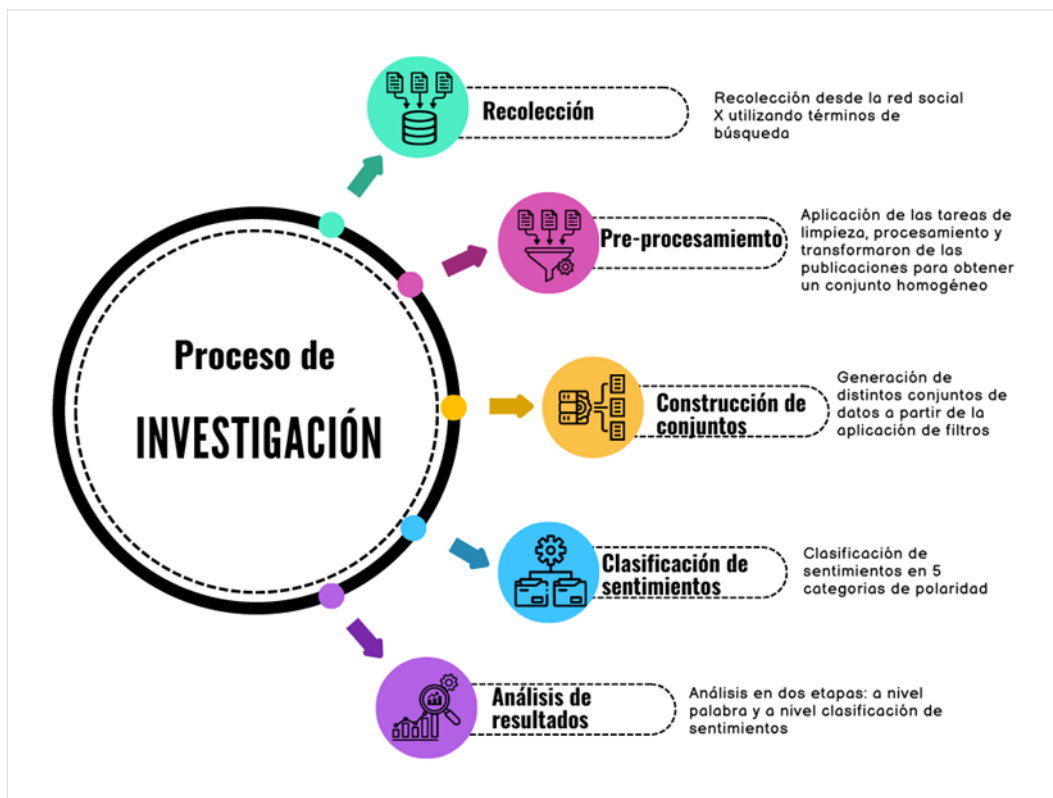 Recolección
Recolección desde la red social
X utilizando términos de
búsqueda
Pre-procesamiemto
Aplicación de las tareas de
limpieza, procesamiento y
transformaron de las
publicaciones para obtener
un conjunto homogéneo
Proceso de
INVESTIGACIÓN
Construcción de
conjuntos
Generación de
distintos conjuntos de
datos a partir de la
aplicación de filtros
Clasificación de
sentimientos
Clasificación de
sentimientos en 5
categorias de polaridad
Análisis de
resultados
Análisis en dos etapas: a nivel
palabra y a nivel clasificación de
sentimientos